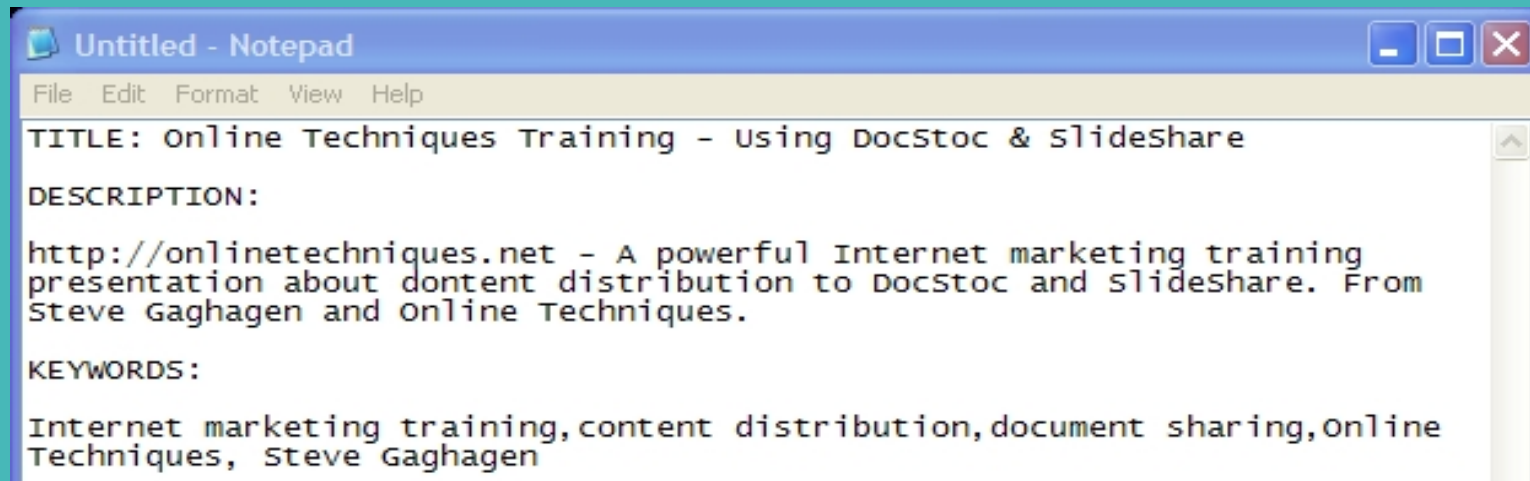 Untitled - Notepad
File Edit Format View Help
TITLE: Online Techniques Training - Using DocStoc & SlideShare
DESCRIPTION:
http://onlinetechniques.net - A powerful Internet marketing training
presentation about dontent distribution to DocStoc and SlideShare. From
Steve Gaghagen and Online Techniques.
KEYWORDS:
Internet marketing training,content distribution,document sharing,Online
Techniques, Steve Gaghagen